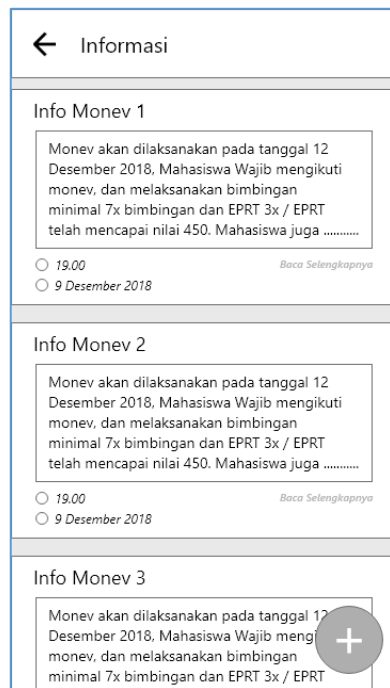 Informasi
Info Monev 1
Monev akan dilaksanakan pada tanggal 12
Desember 2018, Mahasiswa Wajib mengikuti
monev, dan melaksanakan bimbingan
minimal 7x bimbingan dan EPRT 3x / EPRT
telah mencapai nilai 450. Mahasiswa juga ...........
19.00 Baca Selengkapnya
9 Desember 2018
Info Monev 2
Monev akan dilaksanakan pada tanggal 12
Desember 2018, Mahasiswa Wajib mengikuti
monev, dan melaksanakan bimbingan
minimal 7x bimbingan dan EPRT 3x / EPRT
telah mencapai nilai 450. Mahasiswa juga ...........
19.00 Baca Selengkapnya
9 Desember 2018
Info Monev 3
Monev akan dilaksanakan pada tanggal 12
Desember 2018, Mahasiswa Wajib mengi
monev, dan melaksanakan bimbingan
minimal 7x bimbingan dan EPRT 3x / EPRT